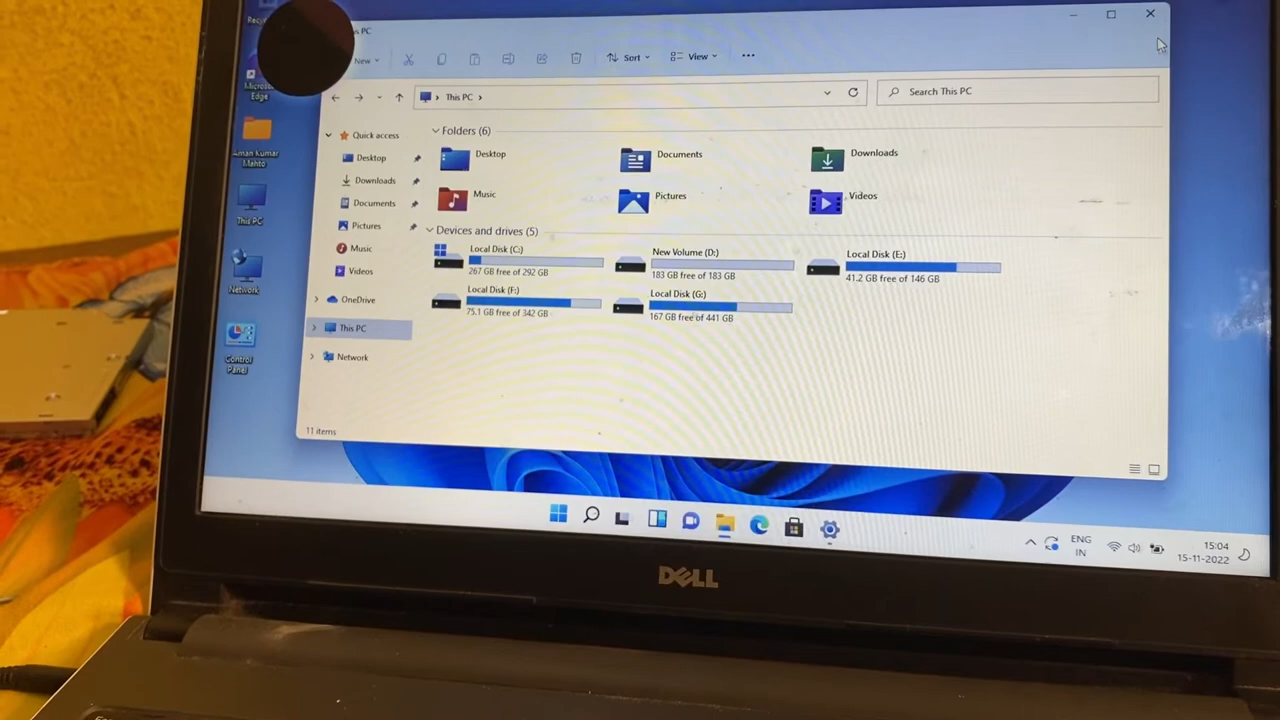 New
Sort
View
This PC
Search This PC
Quick access
Desktop
Downloads
Documents
Pictures
Music
Videos
OneDrive
This PC
Network
Folders (6)
Desktop
Documents
Downloads
Music
Pictures
Videos
Devices and drives (5)
Local Disk (C:)
267 GB free of 292 GB
New Volume (D:)
183 GB free of 183 GB
Local Disk (E:)
41.2 GB free of 146 GB
Local Disk (F:)
75.1 GB free of 342 GB
Local Disk (G:)
167 GB free of 441 GB
11 items
Edge
Aman Kumar
Mahto
This PC
Network
Control
Panel
ENG
IN
15:04
15-11-2022
DELL